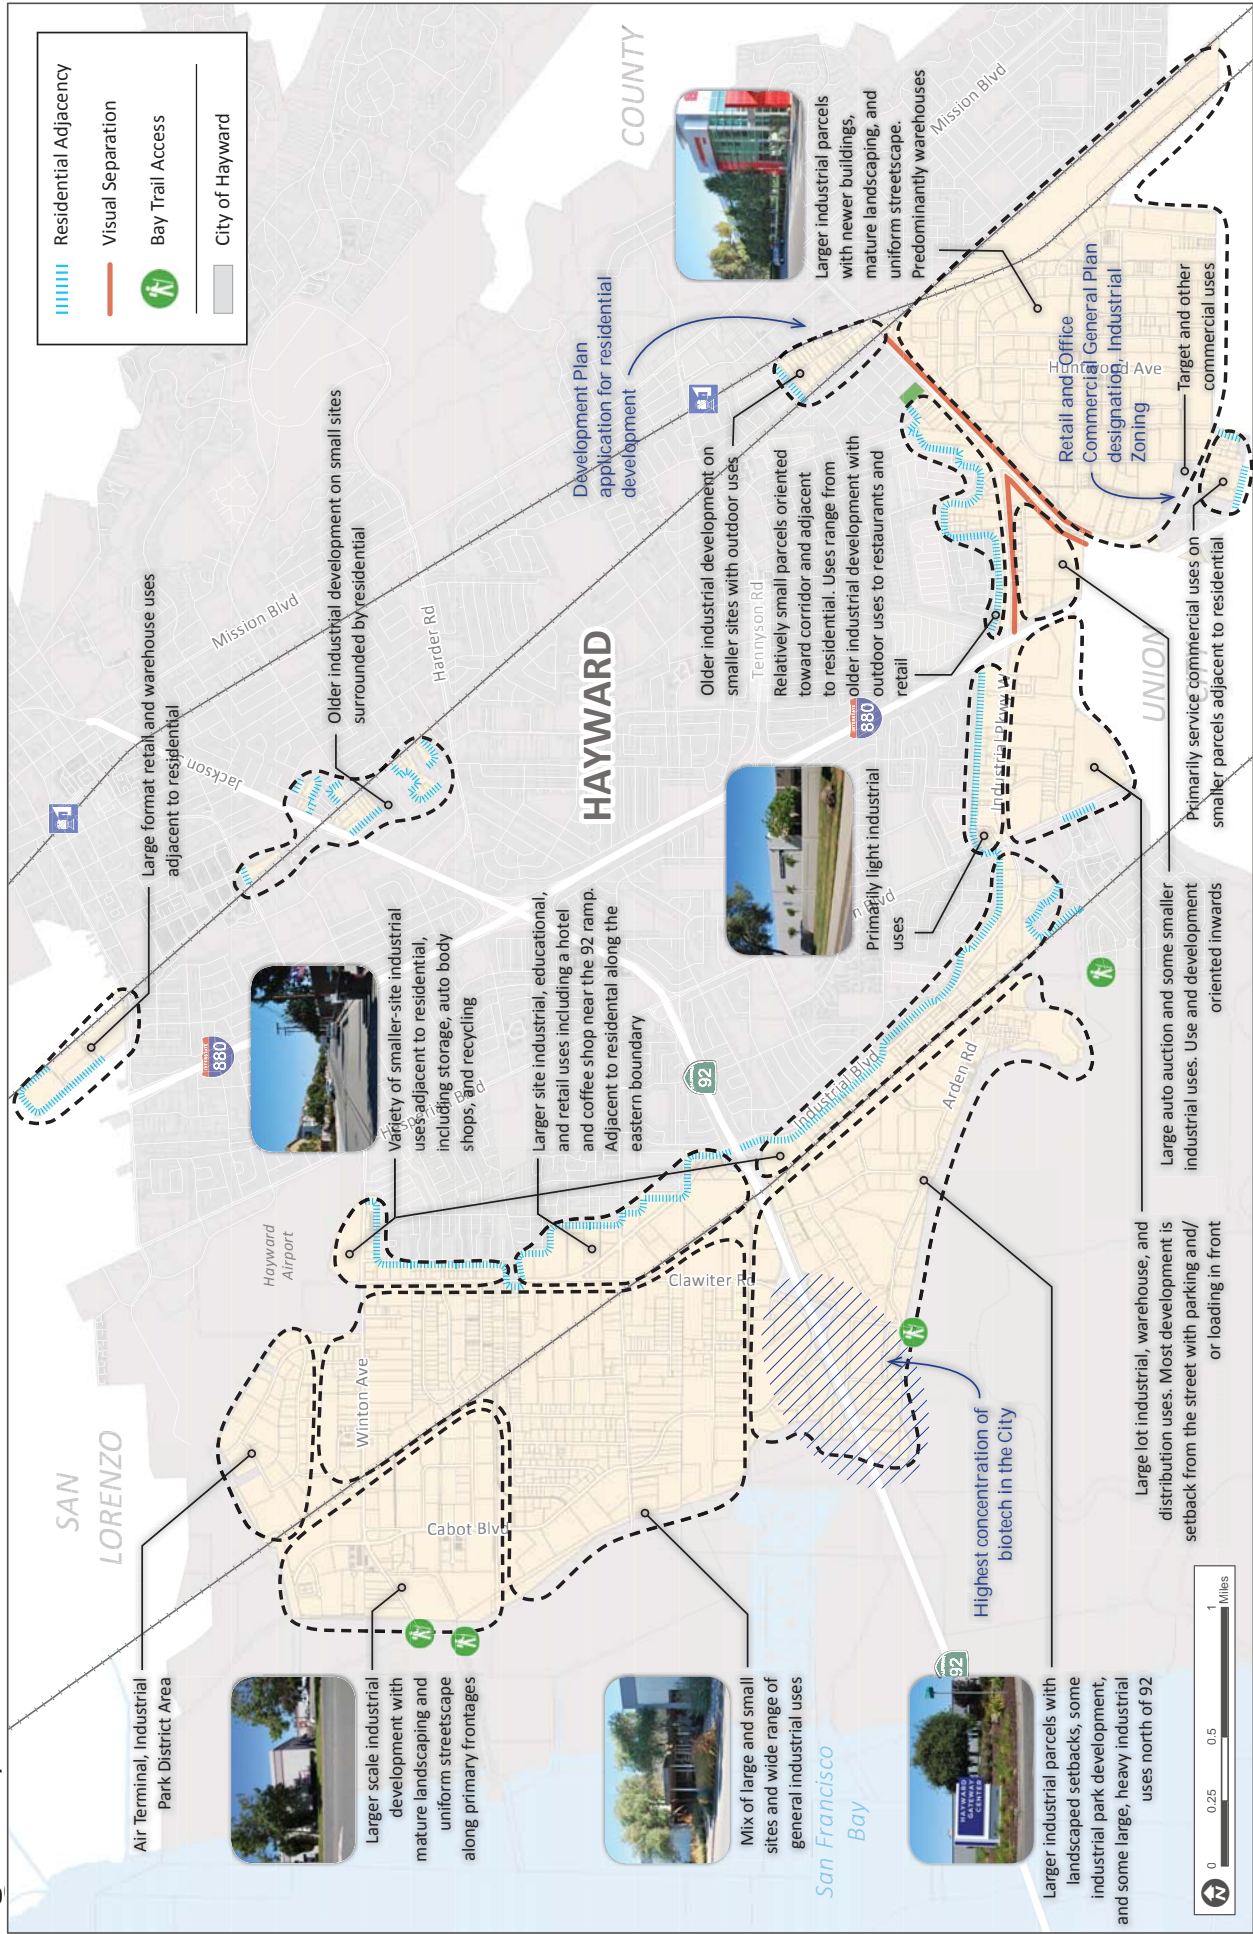 Residential Adjacency
Visual Separation
Bay Trail Access
City of Hayward
SAN
LORENZO
COUNTY
UNION
HAYWARD
San Francisco
Bay
Hayward
Airport
Mission Blvd
Mission Blvd
Jackson
Harder Rd
Tennyson Rd
Winton Ave
Cabot Blvd
Clawiter Rd
Industrial Blvd
Arden Rd
Industrial Pkwy W
Huntwood Ave
Hesperian Blvd
n Blvd
880
880
92
92
Air Terminal, Industrial
Park District Area
Larger scale industrial
development with
mature landscaping and
uniform streetscape
along primary frontages
Mix of large and small
sites and wide range of
general industrial uses
HAYWARD
GATEWAY
CENTER
Larger industrial parcels with
landscaped setbacks, some
industrial park development,
and some large, heavy industrial
uses north of 92
Highest concentration of
biotech in the City
Large format retail and warehouse uses
adjacent to residential
Older industrial development on small sites
surrounded by residential
Variety of smaller-site industrial
uses adjacent to residential,
including storage, auto body
shops, and recycling
Larger site industrial, educational,
and retail uses including a hotel
and coffee shop near the 92 ramp.
Adjacent to residental along the
eastern boundary
Primarily light industrial
uses
Development Plan
application for residential
development
Older industrial development on
smaller sites with outdoor uses
Relatively small parcels oriented
toward corridor and adjacent
to residential. Uses range from
older industrial development with
outdoor uses to restaurants and
retail
Larger industrial parcels
with newer buildings,
mature landscaping, and
uniform streetscape.
Predominantly warehouses
Retail and Office
Commercial General Plan
designation, Industrial
Zoning
Target and other
commercial uses
Primarily service commercial uses on
smaller parcels adjacent to residential
Large auto auction and some smaller
industrial uses. Use and development
oriented inwards
Large lot industrial, warehouse, and
distribution uses. Most development is
setback from the street with parking and/
or loading in front
N
0
0.25
0.5
1
Miles